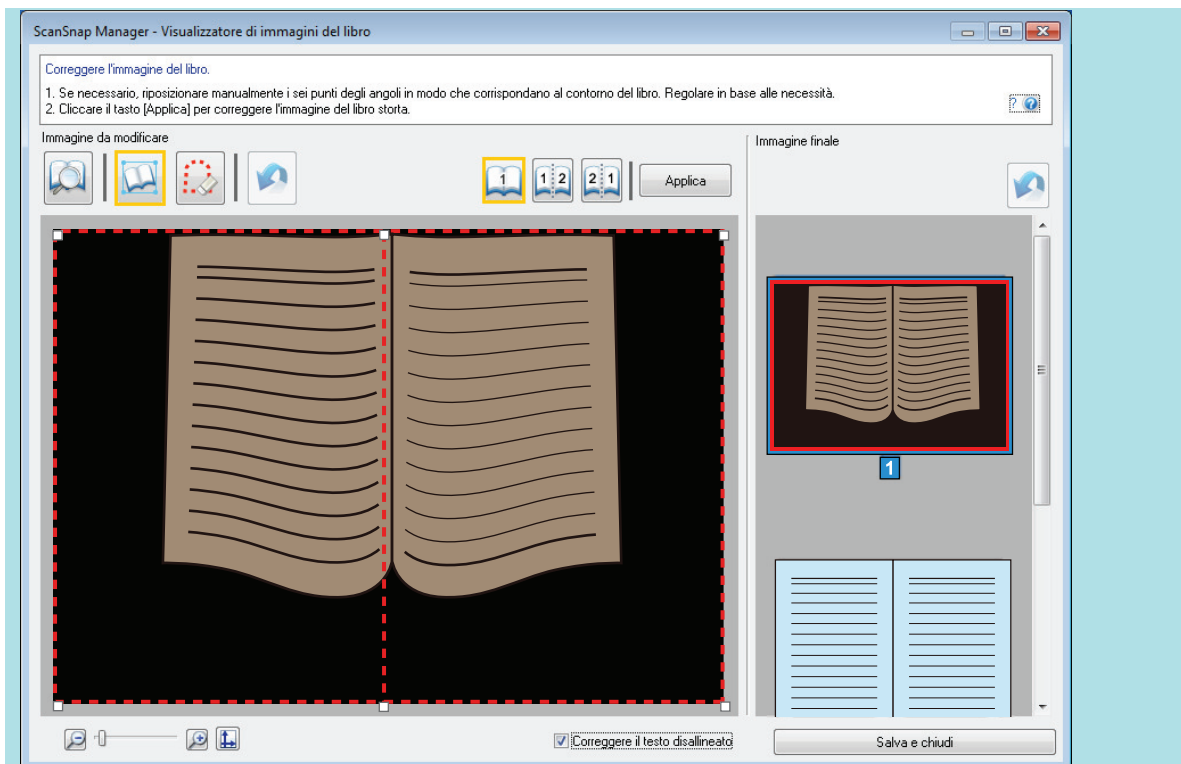 ScanSnap Manager - Visualizzatore di immagini del libro
Correggere l'immagine del libro.
1. Se necessario, riposizionare manualmente i sei punti degli angoli in modo che corrispondano al contorno del libro. Regolare in base alle necessità.
2. Cliccare il tasto [Applica] per correggere l'immagine del libro storta.
?
Immagine da modificare
Immagine finale
1
1 2
2 1
Applica
1
Correggere il testo disallineato
Salva e chiudi